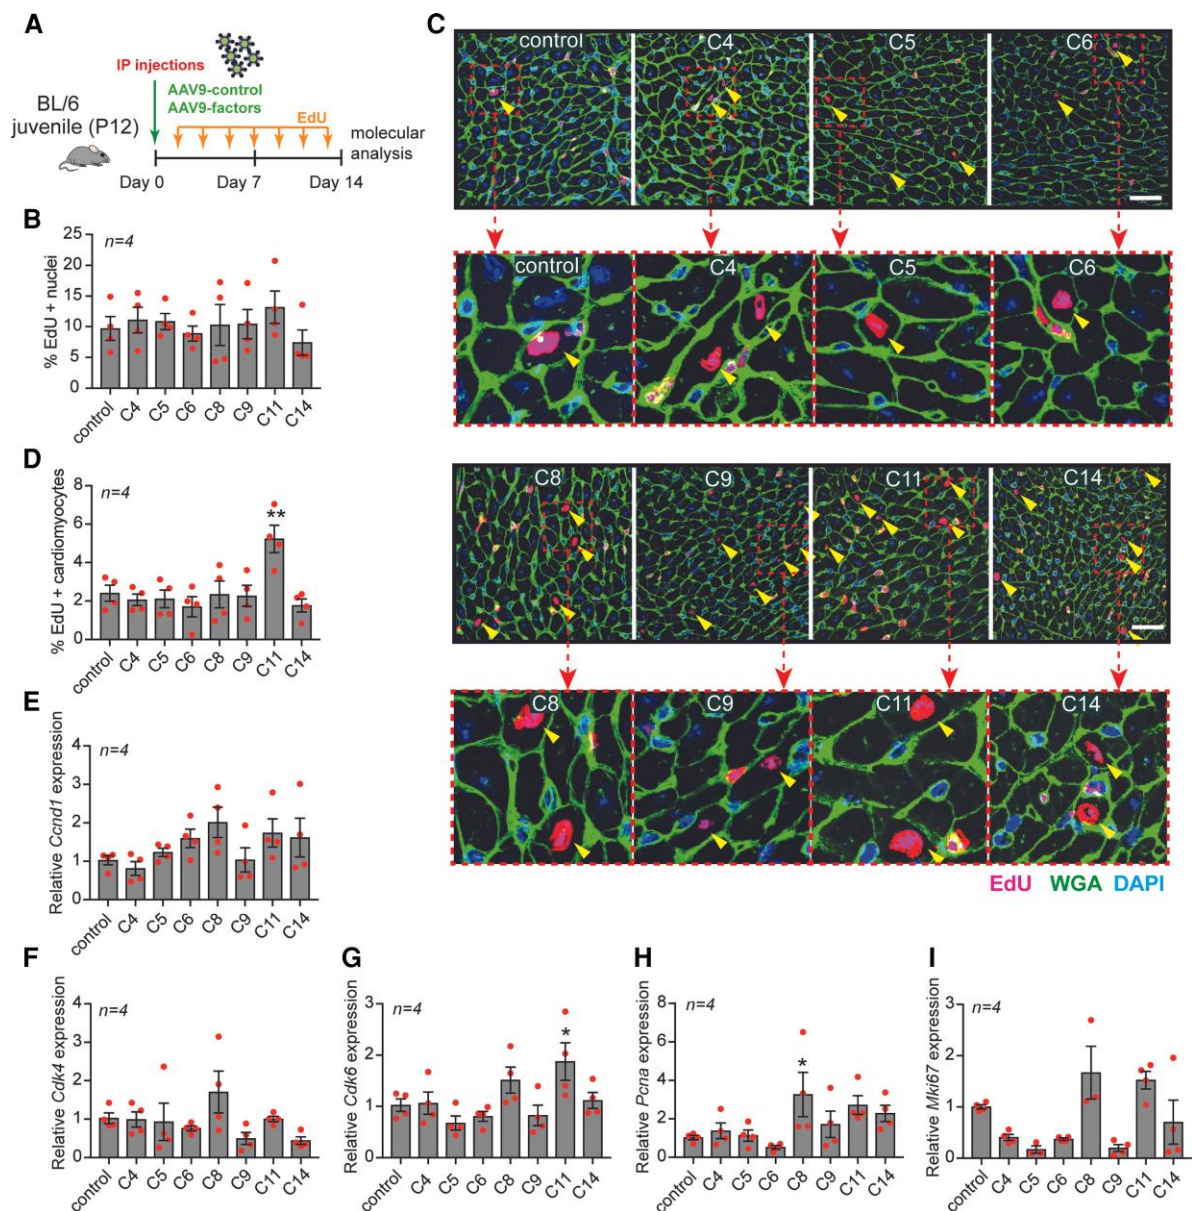 A
IP injections
AAV9-control
AAV9-factors
BL/6
juvenile (P12)
EdU
molecular
analysis
Day 0
Day 7
Day 14
B
n=4
% EdU + nuclei
25
20
15
10
5
0
control
C4
C5
C6
C8
C9
C11
C14
C
control
C4
C5
C6
control
C4
C5
C6
C8
C9
C11
C14
C8
C9
C11
C14
EdU WGA DAPI
D
n=4
% EdU + cardiomyocytes
8
6
4
2
0
**
control
C4
C5
C6
C8
C9
C11
C14
E
n=4
Relative Ccnd1 expression
4
3
2
1
0
control
C4
C5
C6
C8
C9
C11
C14
F
n=4
Relative Cdk4 expression
4
3
2
1
0
control
C4
C5
C6
C8
C9
C11
C14
G
n=4
Relative Cdk6 expression
3
2
1
0
*
control
C4
C5
C6
C8
C9
C11
C14
H
n=4
Relative Pcna expression
8
6
4
2
0
*
control
C4
C5
C6
C8
C9
C11
C14
I
n=4
Relative Mki67 expression
3
2
1
0
control
C4
C5
C6
C8
C9
C11
C14